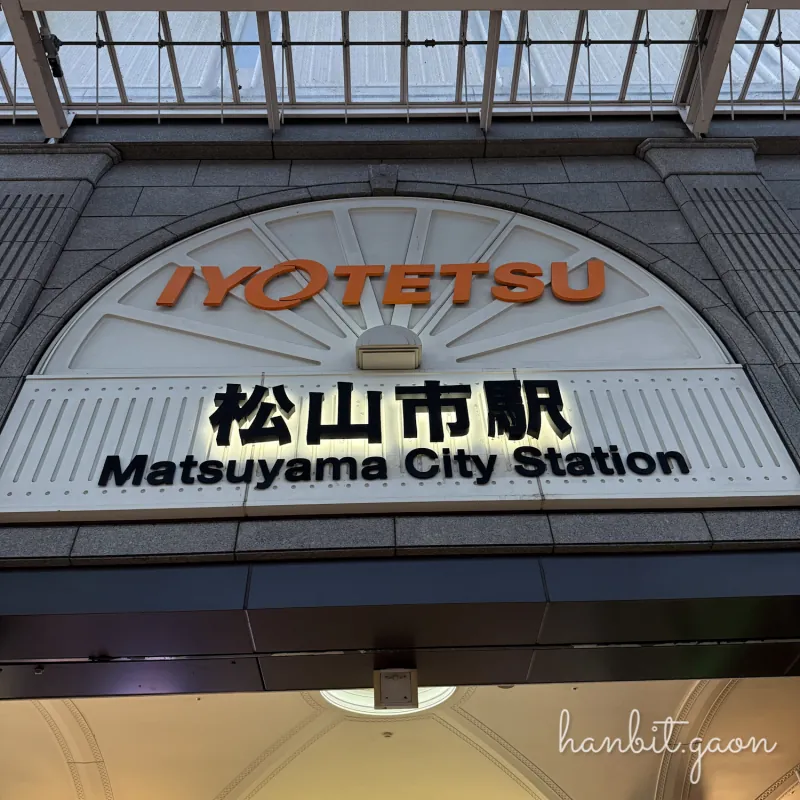 IYOTETSU
松山市駅
Matsuyama City Station
hanbit.gaon